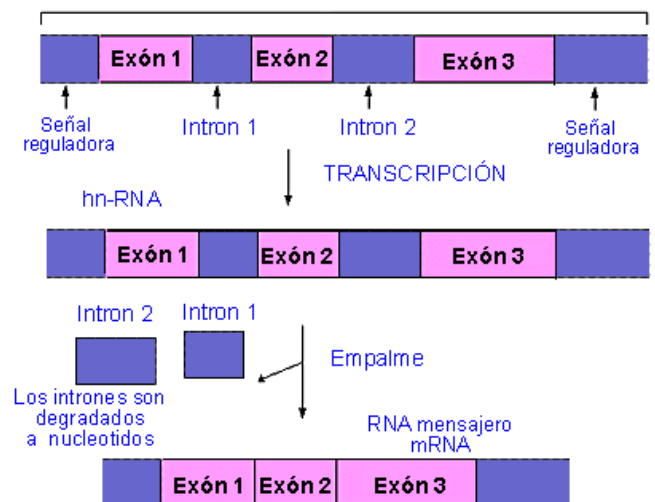 Exón 1 Exón 2 Exón 3
Señal
reguladora
Intron 1
Intron 2
Señal
reguladora
TRANSCRIPCIÓN
hn-RNA
Exón 1 Exón 2 Exón 3
Intron 2
Intron 1
Empalme
Los intrones son
degradados
a nucleotidos
RNA mensajero
mRNA
Exón 1 Exón 2 Exón 3